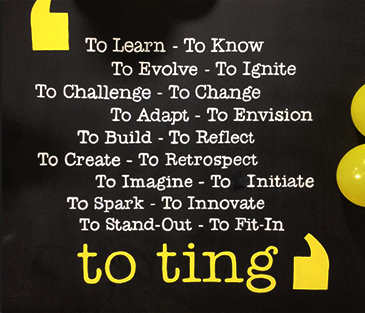 To Learn - To Know
To Evolve - To Ignite
To Challenge - To Change
To Adapt - To Envision
To Build - To Reflect
To Create - To Retrospect
To Imagine - To Initiate
To Spark - To Innovate
To Stand-Out - To Fit-In
to ting